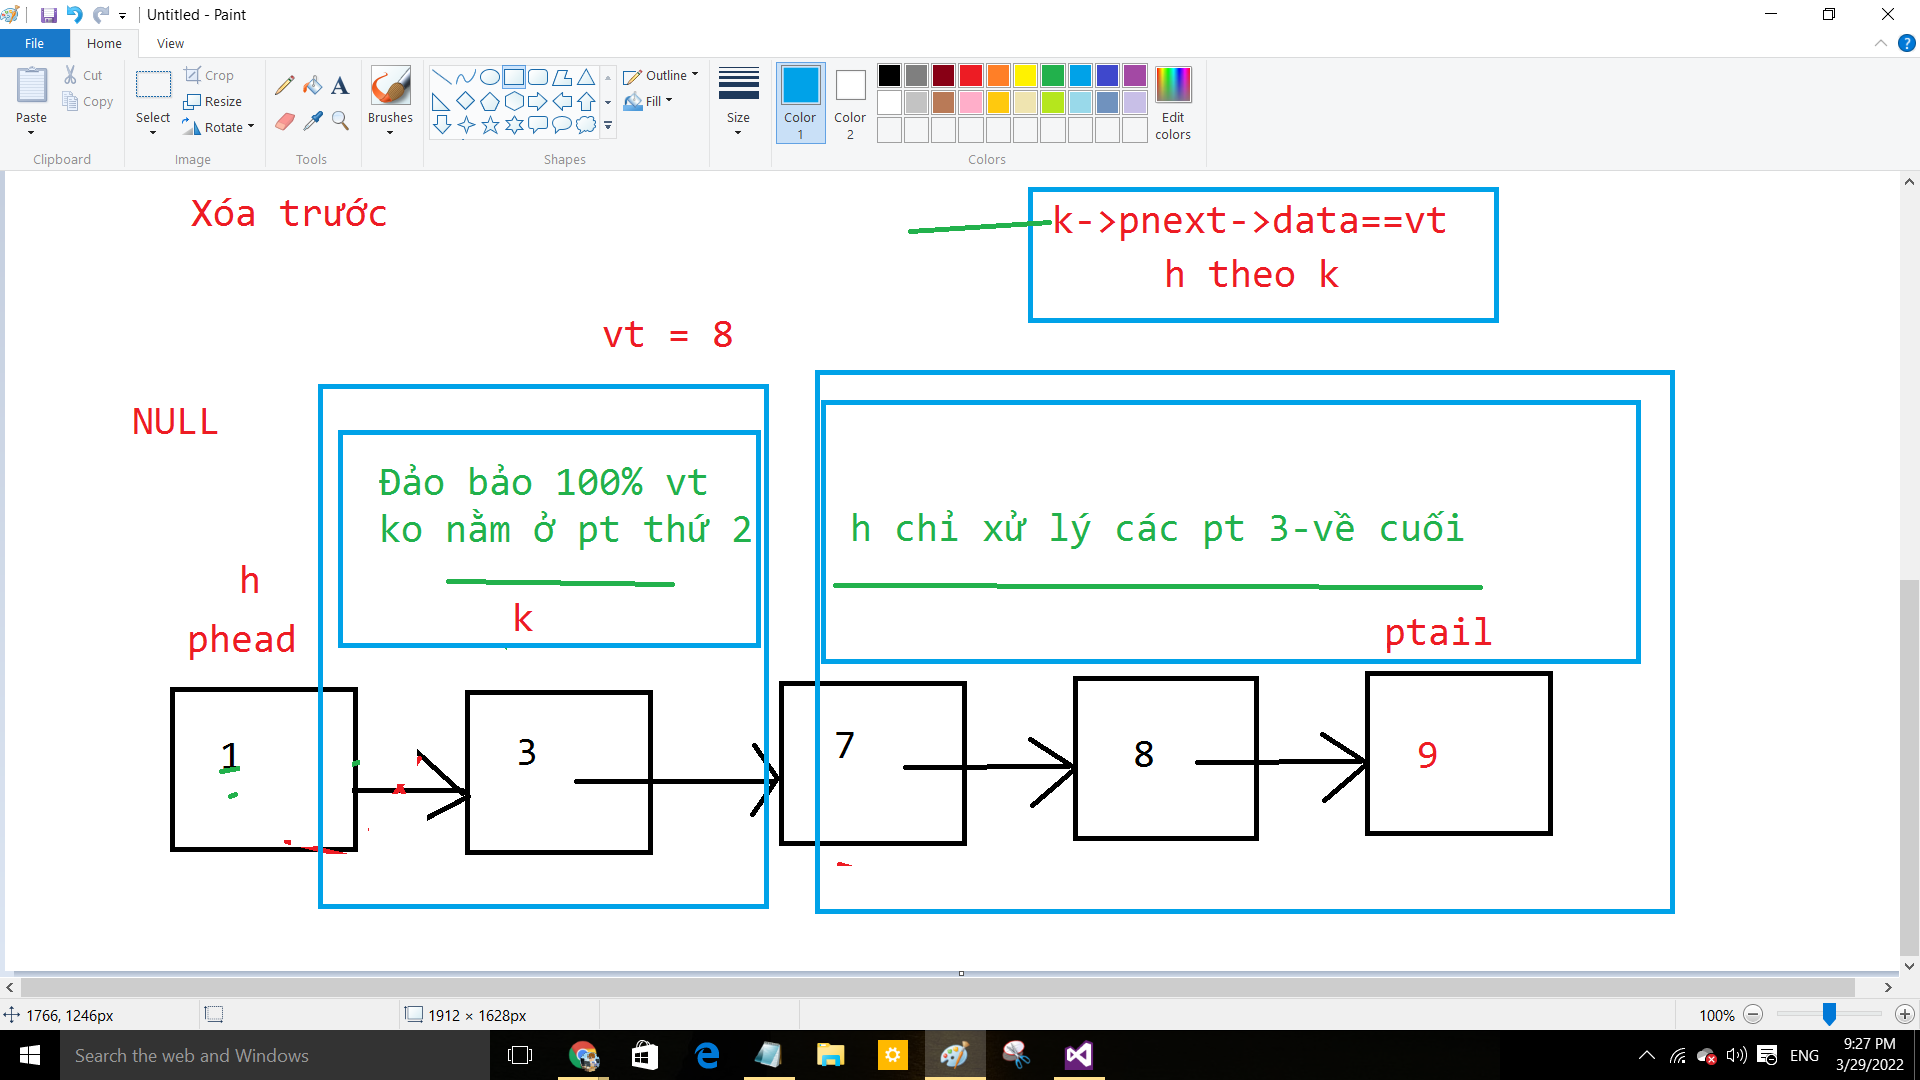 Untitled - Paint
File Home View
Paste
Cut
Copy
Clipboard
Select
Crop
Resize
Rotate
Image
Tools
Brushes
Shapes
Outline
Fill
Size
Color 1
Color 2
Edit colors
Colors
Xóa trước
k->pnext->data==vt
h theo k
vt = 8
NULL
Đảo bảo 100% vt
ko nằm ở pt thứ 2
h chỉ xử lý các pt 3-về cuối
h
k
phead
ptail
1
3
7
8
9
1766, 1246px
1912 × 1628px
100%
Search the web and Windows
ENG
9:27 PM
3/29/2022